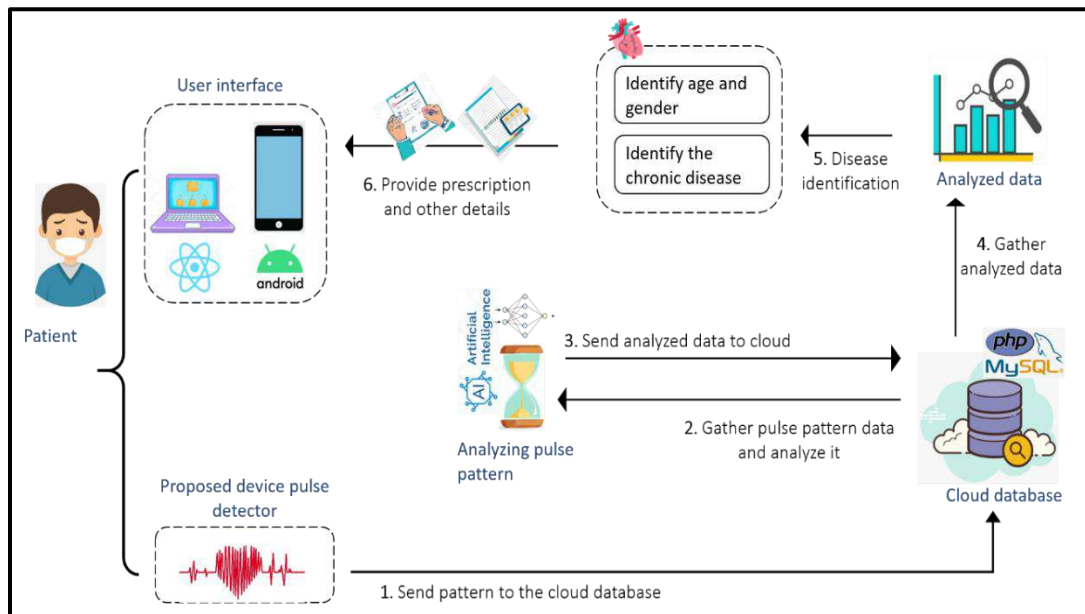 User interface
android
Patient
6. Provide prescription
and other details
Identify age and
gender
Identify the
chronic disease
5. Disease
identification
Analyzed data
4. Gather
analyzed data
Artificial
Intelligence
AI
3. Send analyzed data to cloud
2. Gather pulse pattern data
and analyze it
Analyzing pulse
pattern
php
MySQL
Cloud database
Proposed device pulse
detector
1. Send pattern to the cloud database